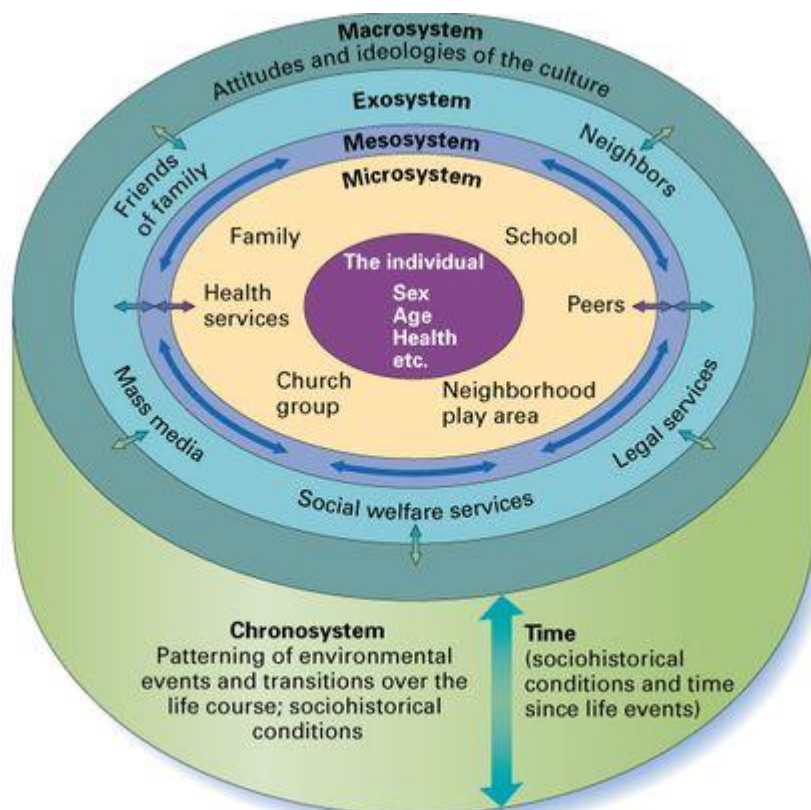 Macrosystem
Attitudes and ideologies of the culture
Exosystem
Mesosystem
Microsystem
Friends
of family
Neighbors
Family
School
The individual
Sex
Age
Health
etc.
Health
services
Peers
Church
group
Neighborhood
play area
Mass media
Legal services
Social welfare services
Chronosystem
Patterning of environmental
events and transitions over the
life course; sociohistorical
conditions
Time
(sociohistorical
conditions and time
since life events)